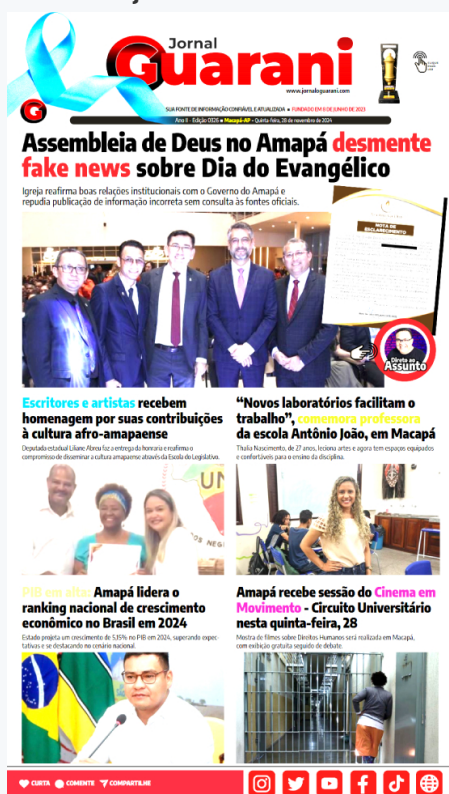 Jornal
Guarani
www.jornaloguarani.com
SUA FONTE DE INFORMAÇÃO CONFIÁVEL E ATUALIZADA • FUNDADO EM 8 DE JUNHO DE 2023
Ano II - Edição 0126 • Macapá-AP - Quinta-feira, 28 de novembro de 2024
Assembleia de Deus no Amapá desmente
fake news sobre Dia do Evangélico
Igreja reafirma boas relações institucionais com o Governo do Amapá e
repudia publicação de informação incorreta sem consulta às fontes oficiais.
NOTA DE
ESCLARECIMENTO
Direto ao
Assunto
Escritores e artistas recebem
homenagem por suas contribuições
à cultura afro-amapaense
Deputada estadual Liliane Abreu faz a entrega da honraria e reafirma o
compromisso de disseminar a cultura amapaense através da Escola do Legislativo.
“Novos laboratórios facilitam o
trabalho”, comemora professora
da escola Antônio João, em Macapá
Thalia Nascimento, de 27 anos, leciona artes e agora tem espaços equipados
e confortáveis para o ensino da disciplina.
PIB em alta: Amapá lidera o
ranking nacional de crescimento
econômico no Brasil em 2024
Estado projeta um crescimento de 5,15% no PIB em 2024, superando expec-
tativas e se destacando no cenário nacional.
Amapá recebe sessão do Cinema em
Movimento - Circuito Universitário
nesta quinta-feira, 28
Mostra de filmes sobre Direitos Humanos será realizada em Macapá,
com exibição gratuita seguido de debate.
CURTA COMENTE COMPARTILHE